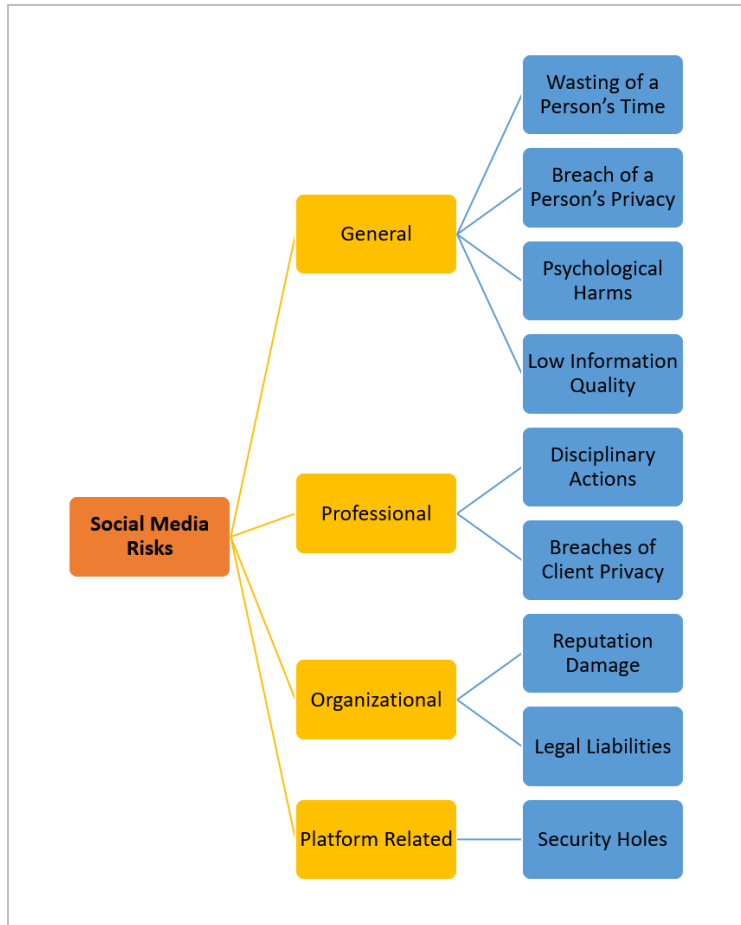 Wasting of a
Person’s Time
Breach of a
Person’s Privacy
General
Psychological
Harms
Low Information
Quality
Disciplinary
Actions
Professional
Social Media
Risks
Breaches of
Client Privacy
Reputation
Damage
Organizational
Legal Liabilities
Platform Related
Security Holes